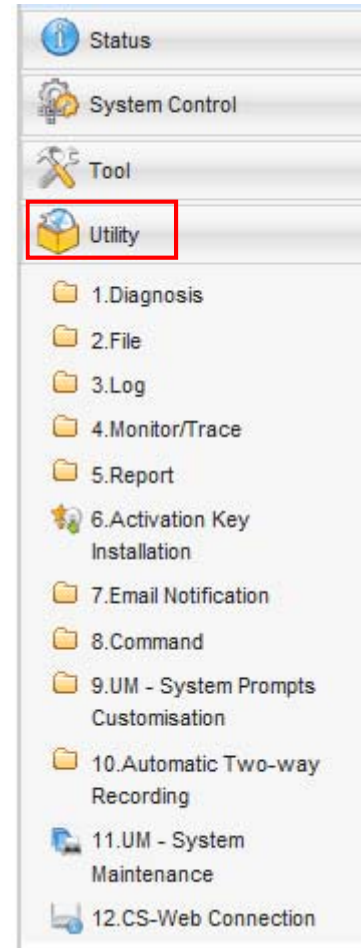 Status
System Control
Tool
Utility
1.Diagnosis
2.File
3.Log
4.Monitor/Trace
5.Report
6.Activation Key
Installation
7.Email Notification
8.Command
9.UM - System Prompts
Customisation
10.Automatic Two-way
Recording
11.UM - System
Maintenance
12.CS-Web Connection